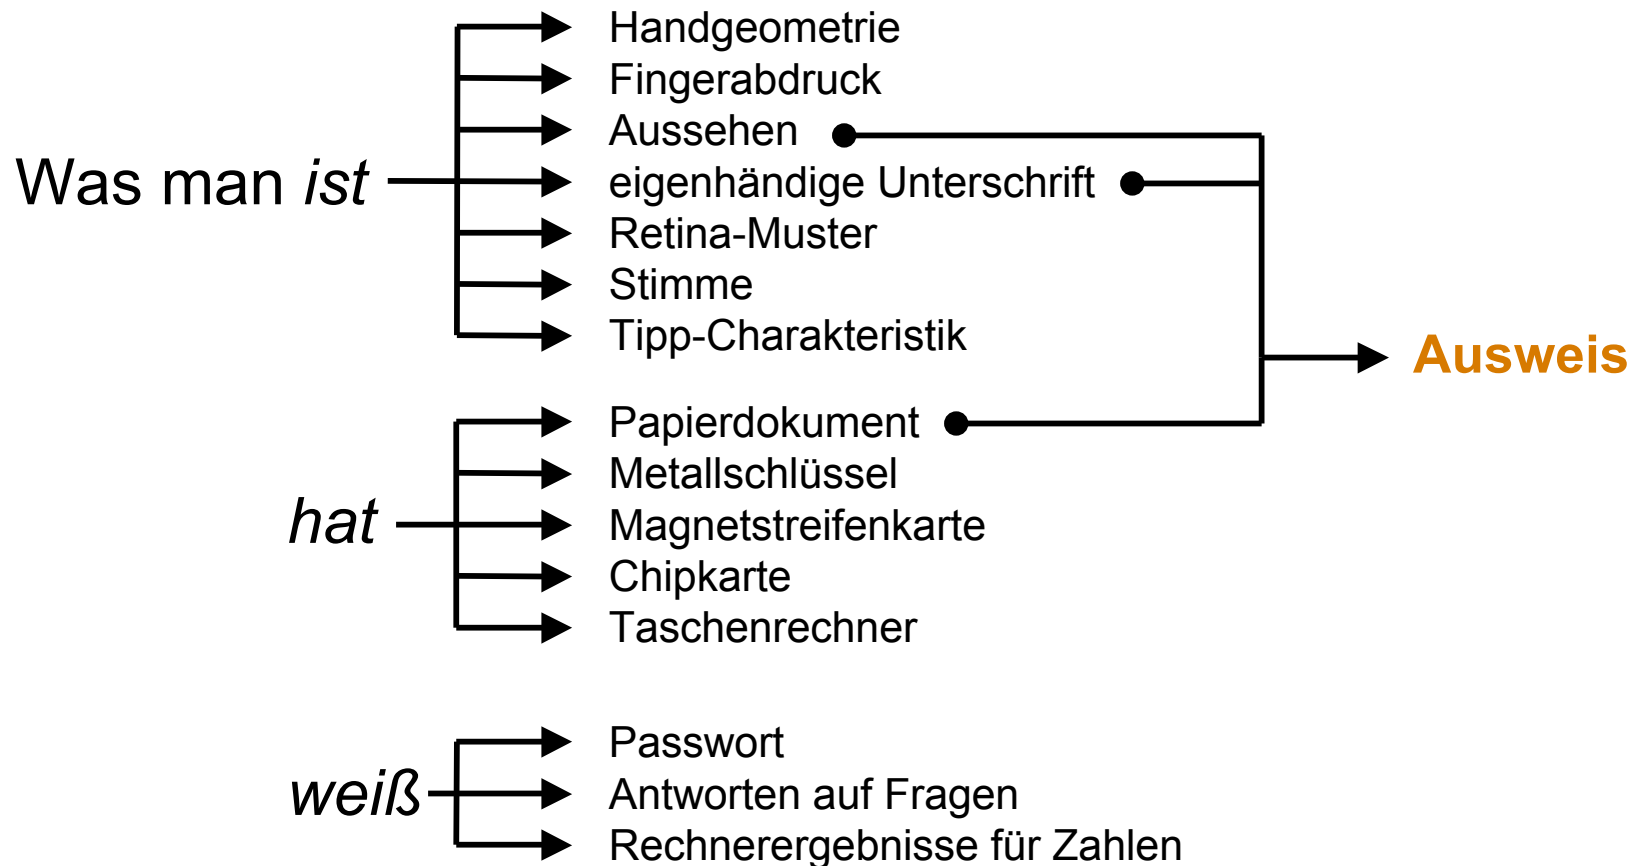 Handgeometrie
Fingerabdruck
Aussehen
Was man ist
eigenhändige Unterschrift
Retina-Muster
Stimme
Tipp-Charakteristik
Ausweis
Papierdokument
Metallschlüssel
hat
Magnetstreifenkarte
Chipkarte
Taschenrechner
Passwort
weiß
Antworten auf Fragen
Rechnerergebnisse für Zahlen